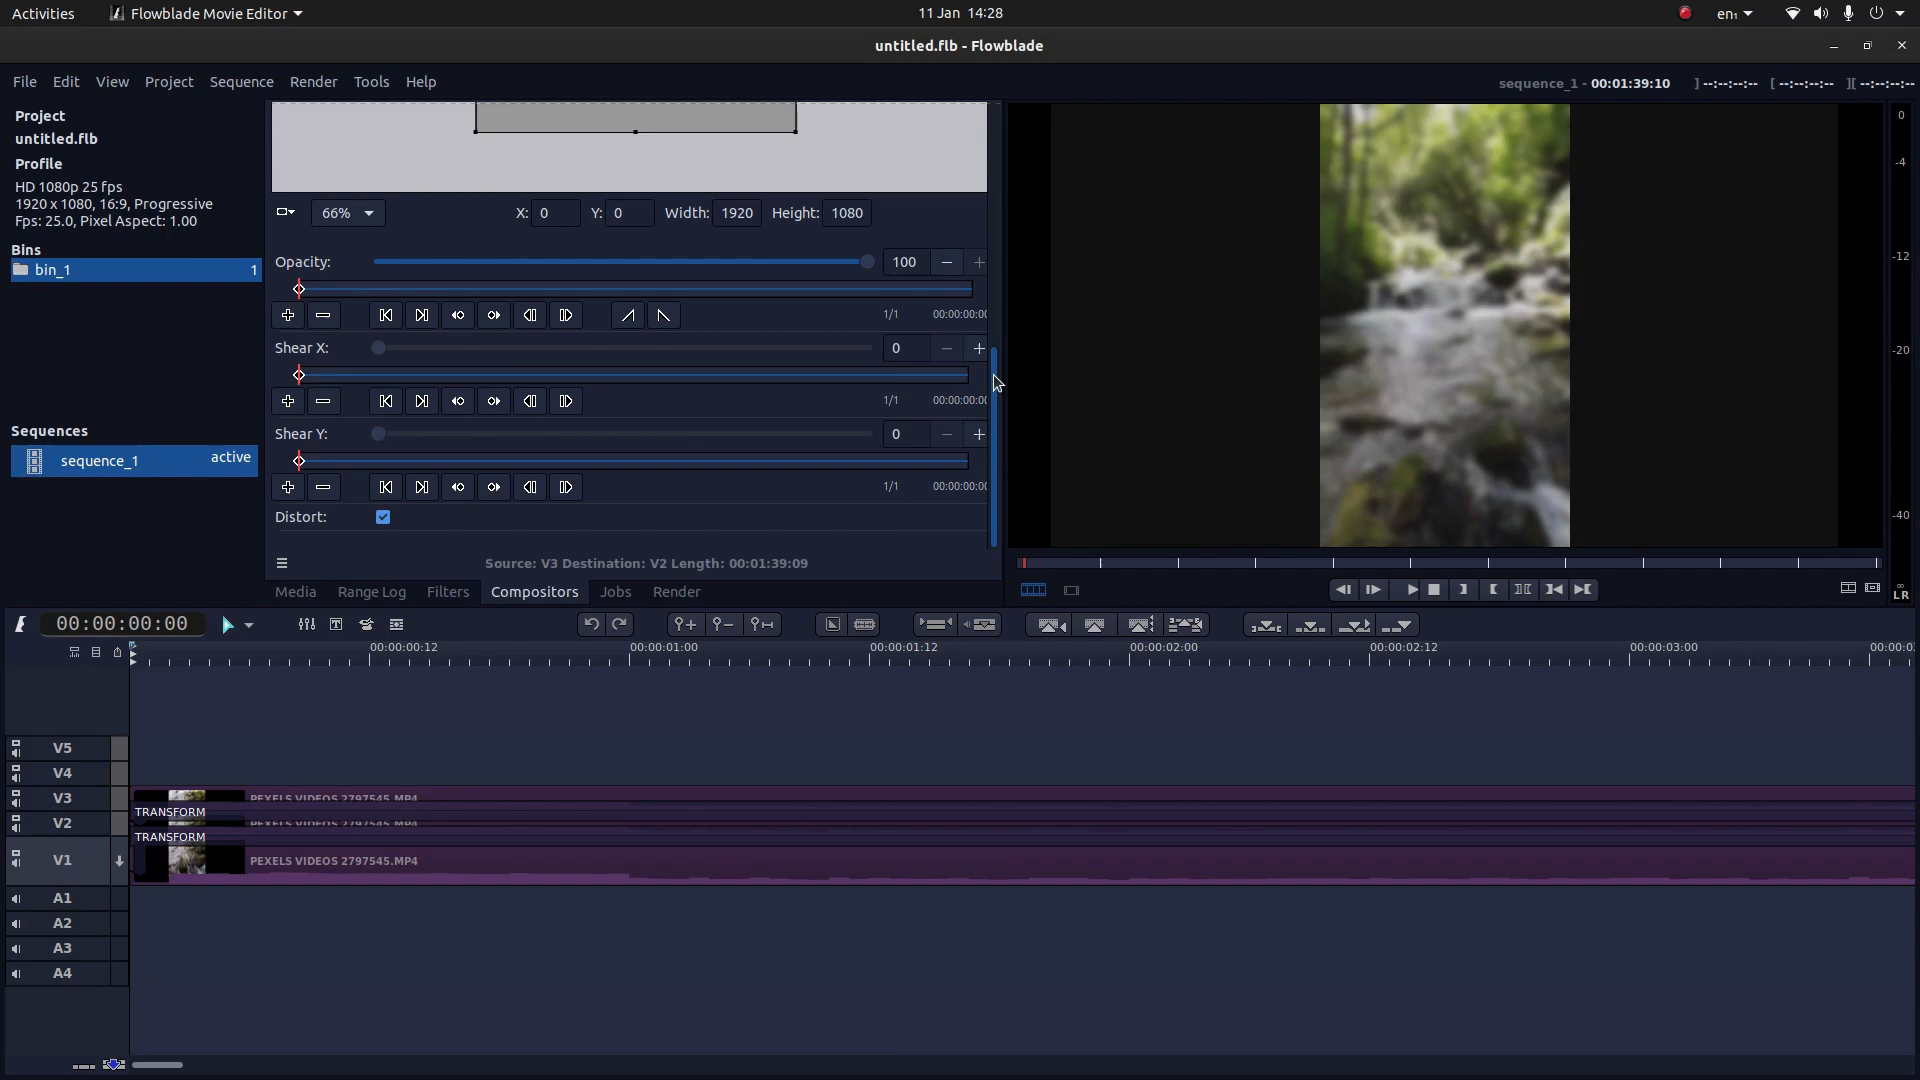 Activities Flowblade Movie Editor 11 Jan 14:28 en₁
untitled.flb - Flowblade
File Edit View Project Sequence Render Tools Help sequence_1 - 00:01:39:10 ] --:--:--:-- [ --:--:--:-- ][ --:--:--:--
Project
untitled.flb
Profile
HD 1080p 25 fps
1920 x 1080, 16:9, Progressive
Fps: 25.0, Pixel Aspect: 1.00
Bins
bin_1 1
Sequences
sequence_1 active
66% X: 0 Y: 0 Width: 1920 Height: 1080
Opacity: 100
1/1 00:00:00:00
Shear X: 0
1/1 00:00:00:00
Shear Y: 0
1/1 00:00:00:00
Distort:
Source: V3 Destination: V2 Length: 00:01:39:09
Media Range Log Filters Compositors Jobs Render
0
-4
-12
-20
-40
∞
LR
00:00:00:00
00:00:00:12 00:00:01:00 00:00:01:12 00:00:02:00 00:00:02:12 00:00:03:00
V5
V4
V3 PEXELS VIDEOS 2797545.MP4
TRANSFORM
V2 PEXELS VIDEOS 2797545.MP4
TRANSFORM
V1 PEXELS VIDEOS 2797545.MP4
A1
A2
A3
A4